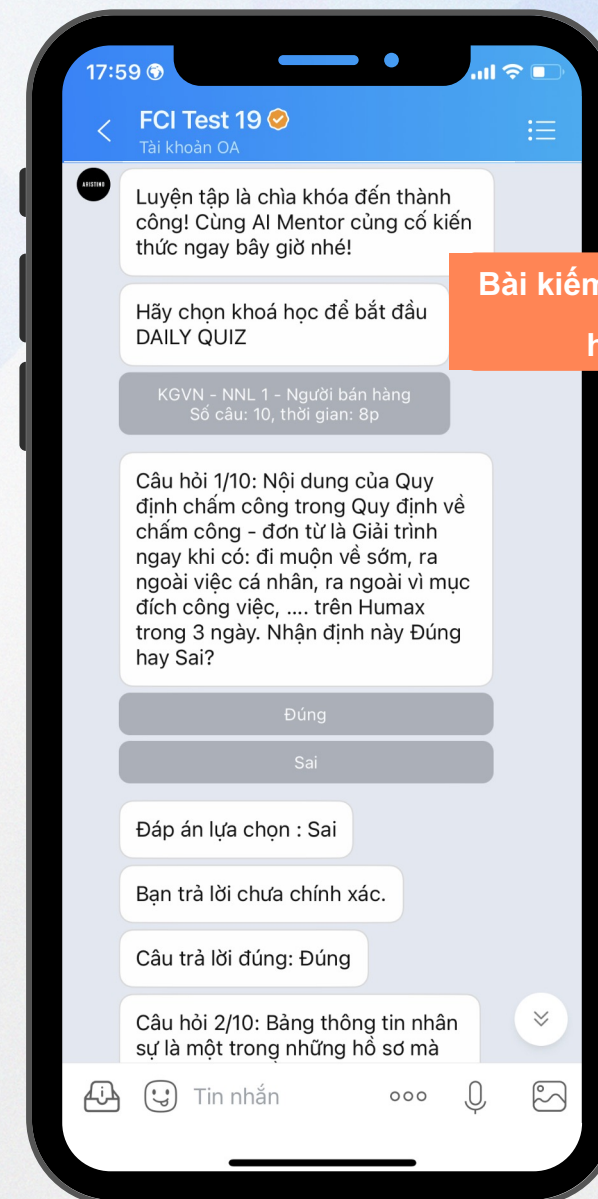 17:59
FCI Test 19
Tài khoản OA
ARISTINO
Luyện tập là chìa khóa đến thành
công! Cùng AI Mentor củng cố kiến
thức ngay bây giờ nhé!
Bài kiếm
h
Hãy chọn khoá học để bắt đầu
DAILY QUIZ
KGVN - NNL 1 - Người bán hàng
Số câu: 10, thời gian: 8p
Câu hỏi 1/10: Nội dung của Quy
định chấm công trong Quy định về
chấm công - đơn từ là Giải trình
ngay khi có: đi muộn về sớm, ra
ngoài việc cá nhân, ra ngoài vì mục
đích công việc, .... trên Humax
trong 3 ngày. Nhận định này Đúng
hay Sai?
Đúng
Sai
Đáp án lựa chọn : Sai
Bạn trả lời chưa chính xác.
Câu trả lời đúng: Đúng
Câu hỏi 2/10: Bảng thông tin nhân
sự là một trong những hồ sơ mà
Tin nhắn